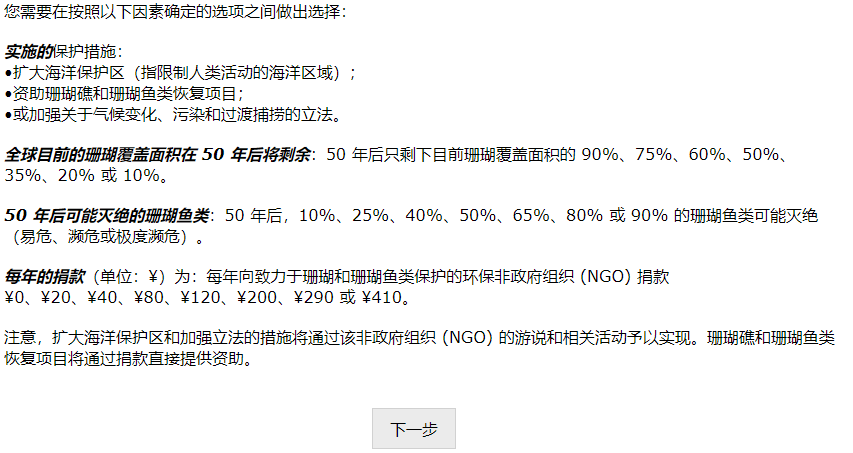 您需要在按照以下因素确定的选项之间做出选择：
实施的保护措施：
•扩大海洋保护区（指限制人类活动的海洋区域）；
•资助珊瑚礁和珊瑚鱼类恢复项目；
•或加强关于气候变化、污染和过渡捕捞的立法。
全球目前的珊瑚覆盖面积在 50 年后将剩余：50 年后只剩下目前珊瑚覆盖面积的 90%、75%、60%、50%、
35%、20% 或 10%。
50 年后可能灭绝的珊瑚鱼类：50 年后，10%、25%、40%、50%、65%、80% 或 90% 的珊瑚鱼类可能灭绝
（易危、濒危或极度濒危）。
每年的捐款（单位：¥）为：每年向致力于珊瑚和珊瑚鱼类保护的环保非政府组织 (NGO) 捐款
¥0、¥20、¥40、¥80、¥120、¥200、¥290 或 ¥410。
注意，扩大海洋保护区和加强立法的措施将通过该非政府组织 (NGO) 的游说和相关活动予以实现。珊瑚礁和珊瑚鱼类
恢复项目将通过捐款直接提供资助。
下一步